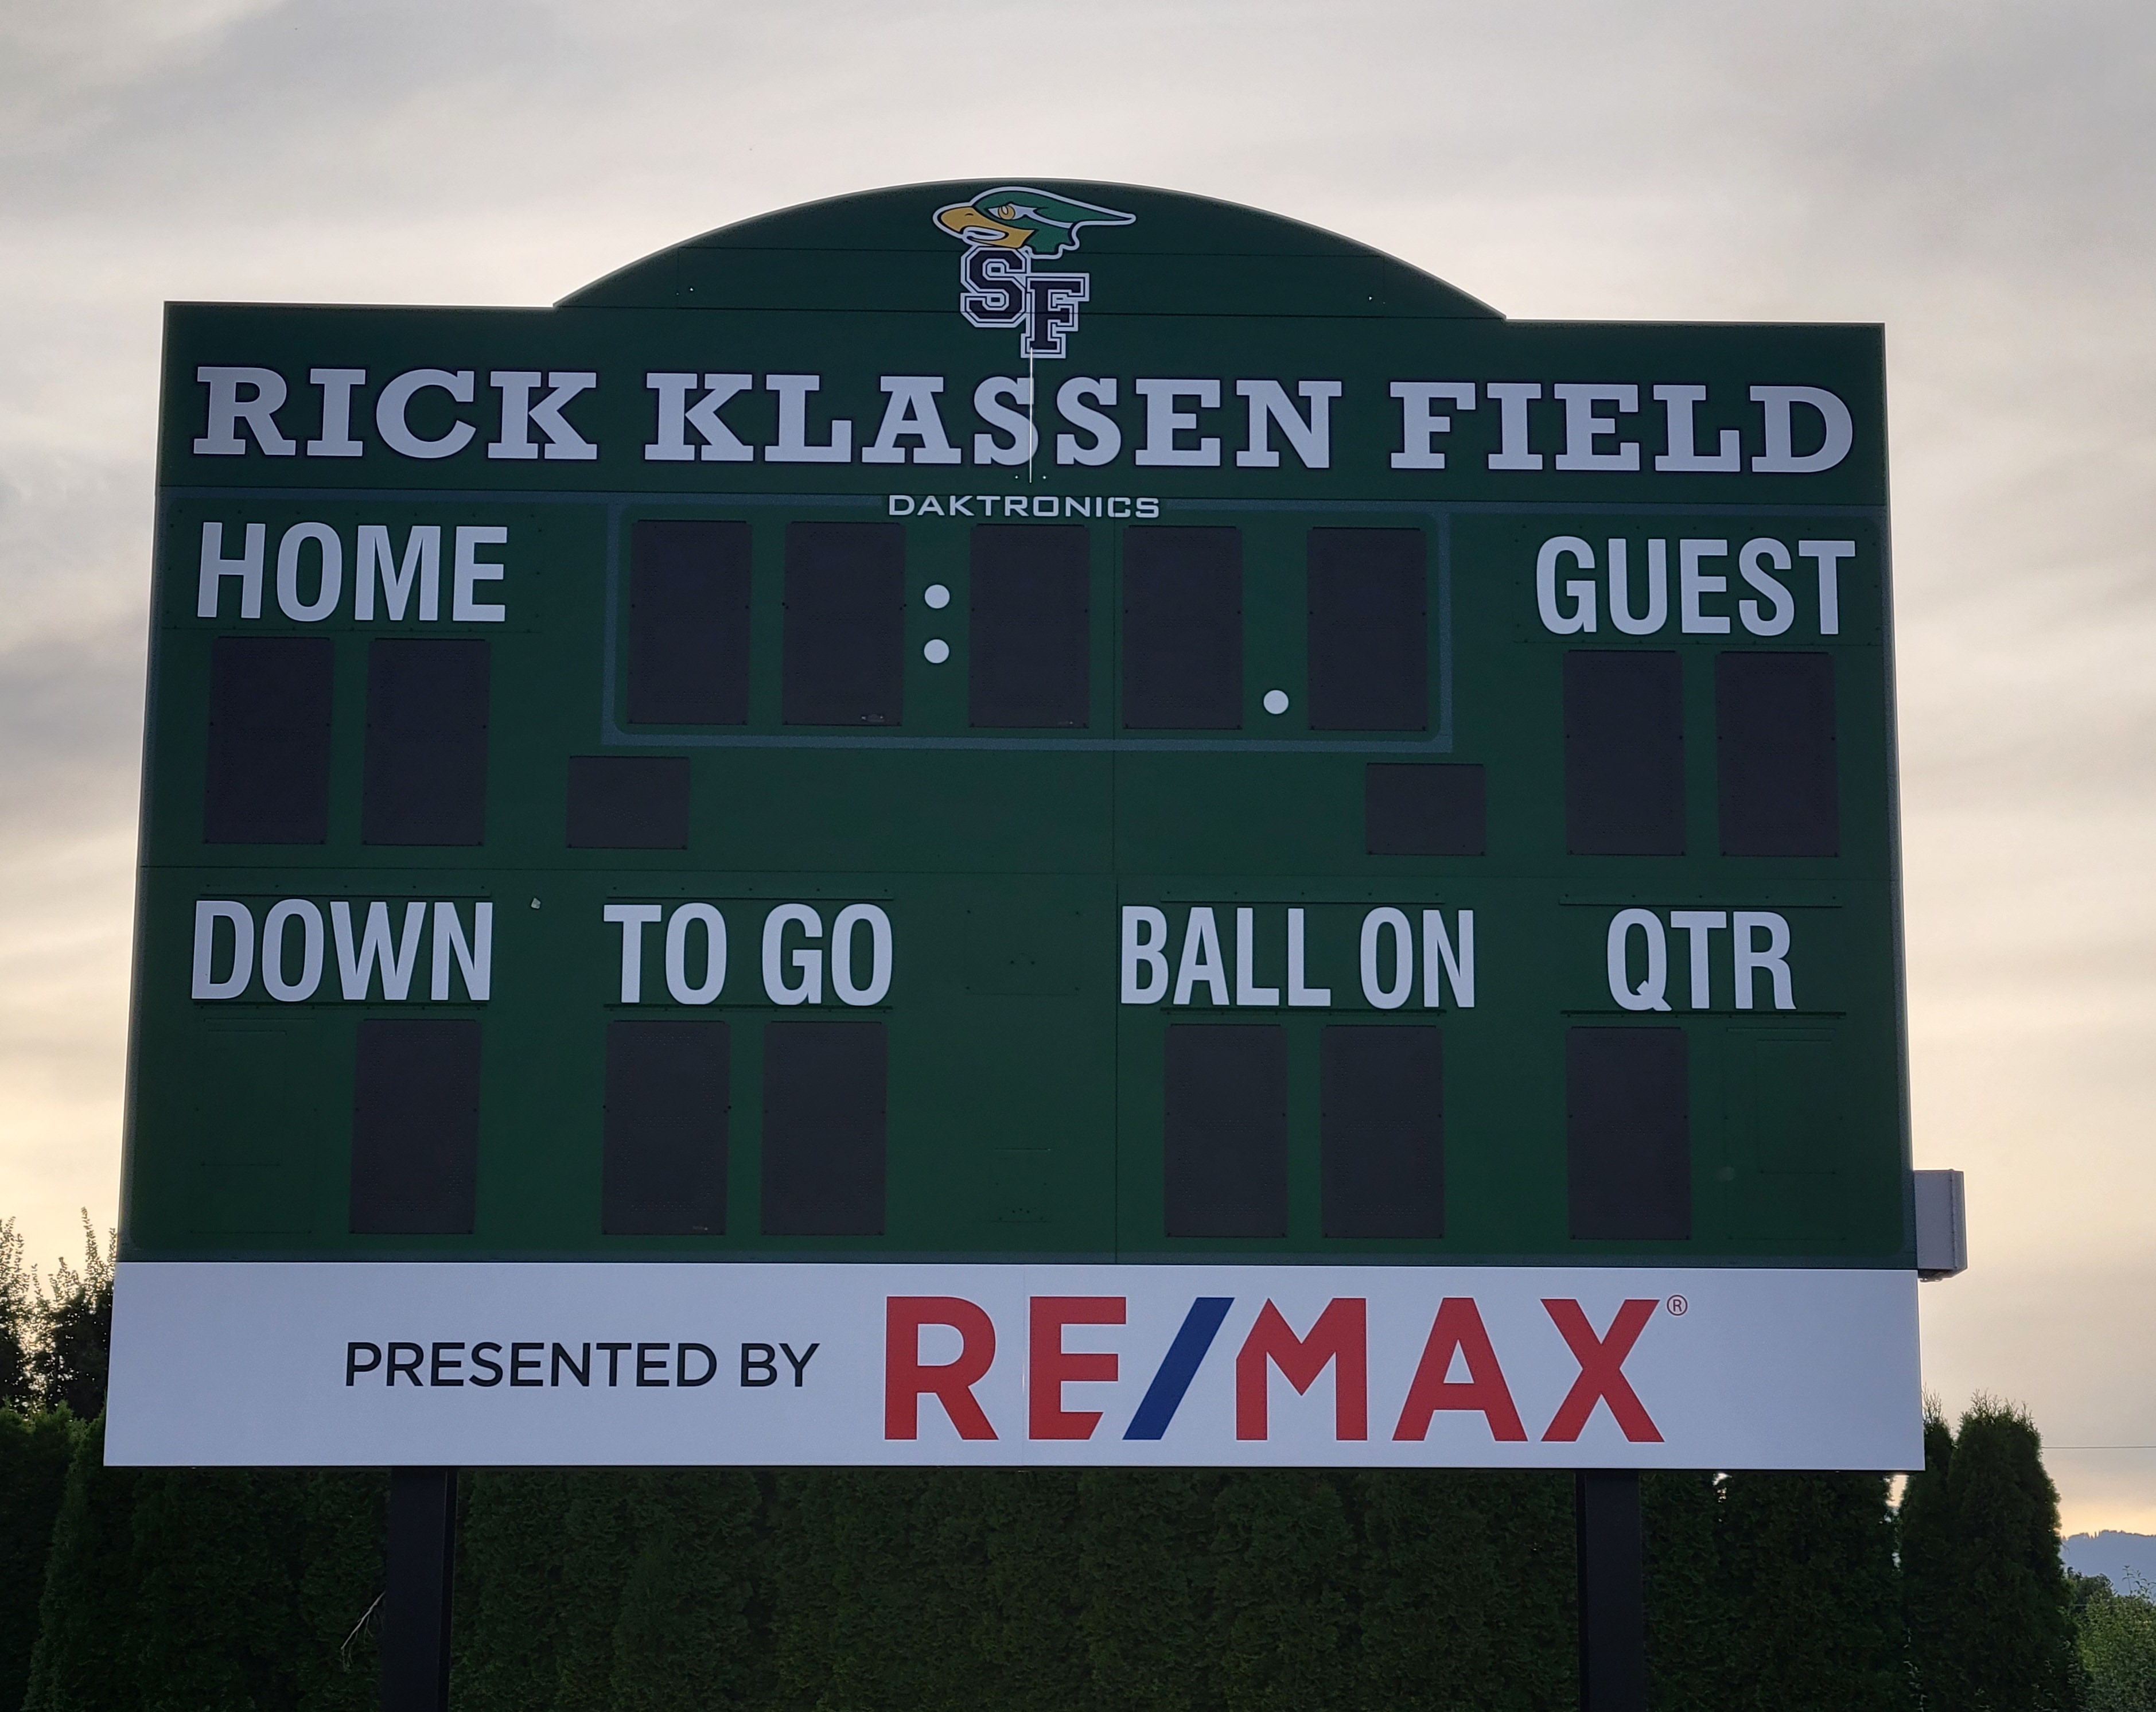 SF
RICK KLASSEN FIELD
DAKTRONICS
HOME
:
.
GUEST
DOWN
TO GO
BALL ON
QTR
PRESENTED BY RE/MAX®